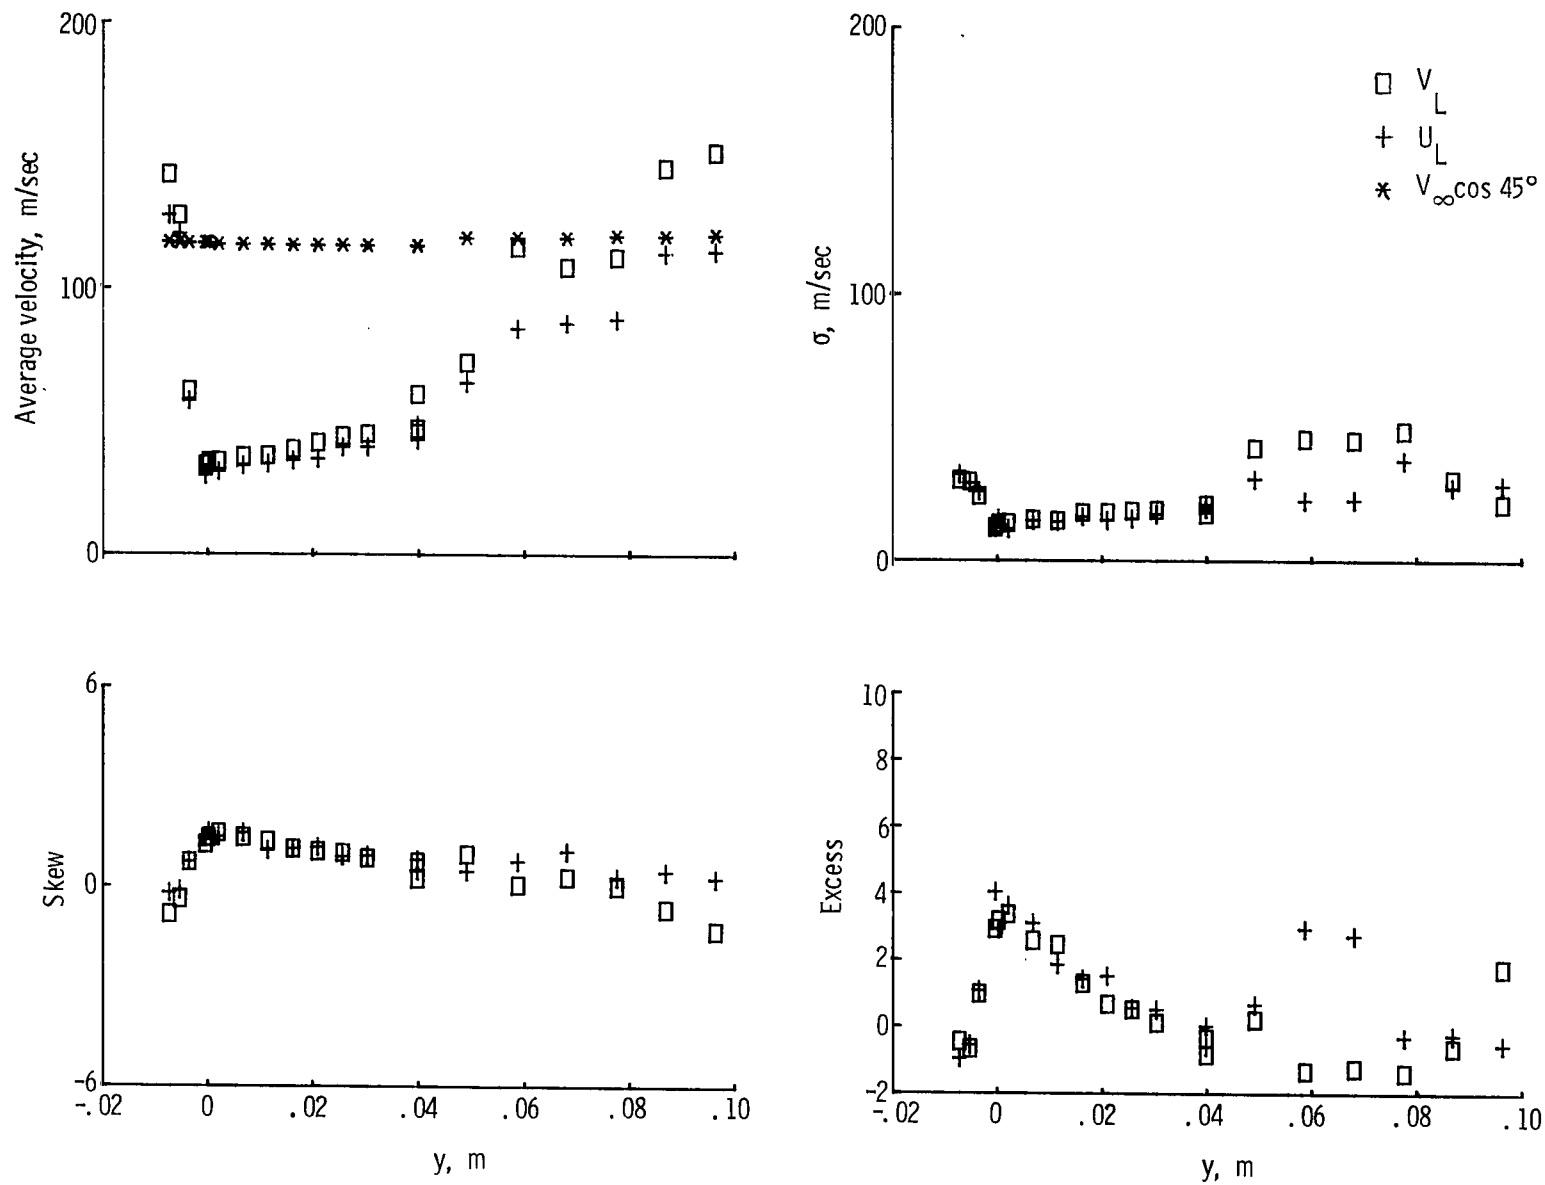 200
100
0
Average velocity, m/sec
200
100
0
σ, m/sec
V_L
U_L
V_∞ cos 45°
6
0
-6
Skew
-.02 0 .02 .04 .06 .08 .10
y, m
10
8
6
4
2
0
-2
Excess
-.02 0 .02 .04 .06 .08 .10
y, m